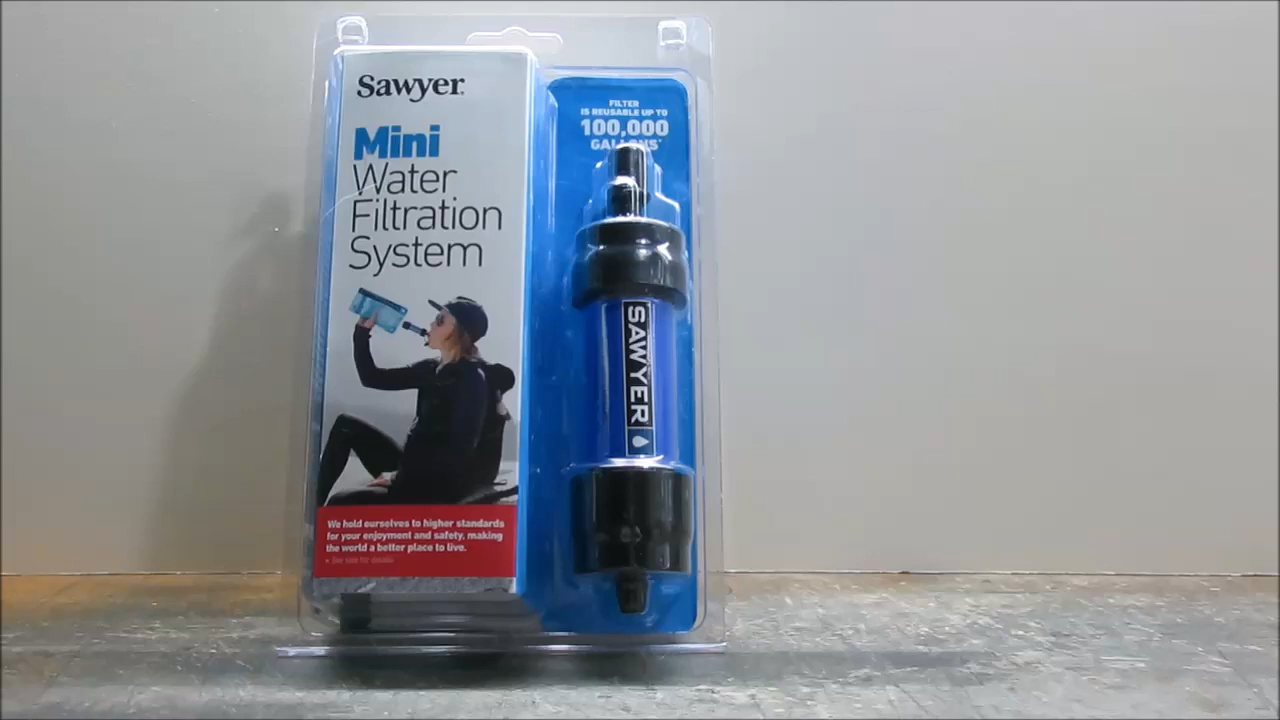 Sawyer
Mini
Water
Filtration
System
We hold ourselves to higher standards
for your enjoyment and safety, making
the world a better place to live.
FILTER
IS REUSABLE UP TO
100,000
GALLONS*
SAWYER